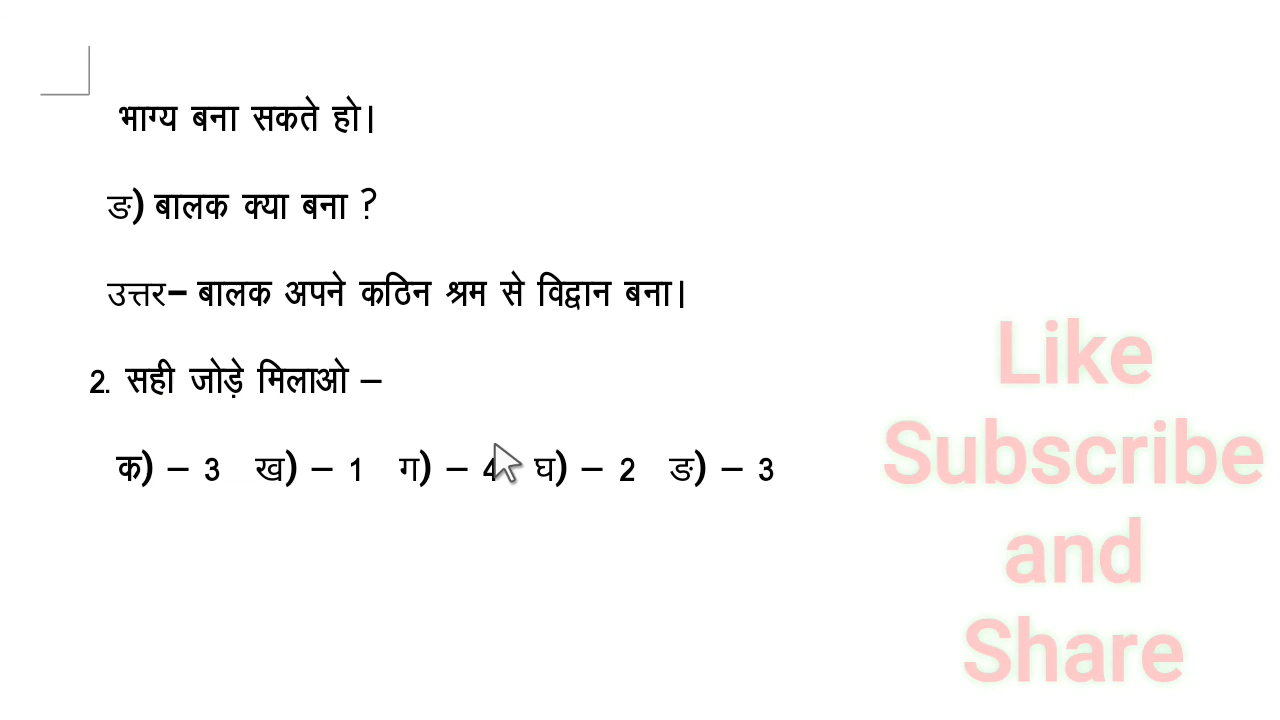 भाग्य बना सकते हो।
ङ) बालक क्या बना ?
उत्तर– बालक अपने कठिन श्रम से विद्वान बना।
2. सही जोड़े मिलाओ –
क) – 3 ख) – 1 ग) – 4 घ) – 2 ङ) – 3
Like
Subscribe
and
Share